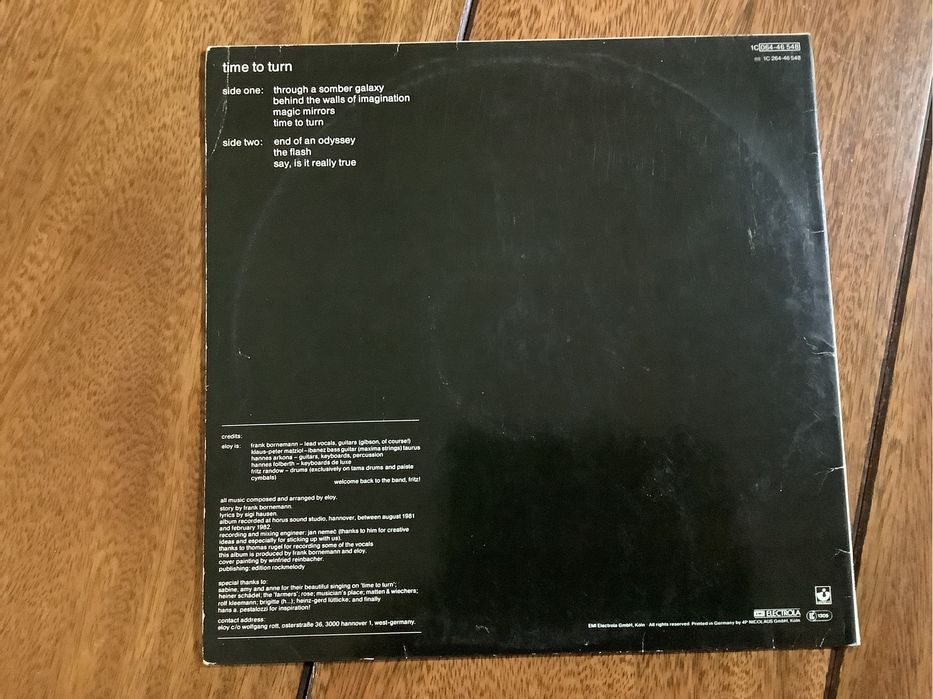 time to turn
1C 064-46 548
1C 264-46 548
side one: through a somber galaxy
behind the walls of imagination
magic mirrors
time to turn
side two: end of an odyssey
the flash
say, is it really true
credits:
eloy is: frank bornemann – lead vocals, guitars (gibson, of course!)
klaus-peter matziol – ibanez bass guitar (maxima strings) taurus
hannes arkona – guitars, keyboards, percussion
hannes folberth – keyboards de luxe
fritz randow – drums (exclusively on tama drums and paiste
cymbals)
welcome back to the band, fritz!
all music composed and arranged by eloy.
story by frank bornemann.
lyrics by sigi hausen.
album recorded at horus sound studio, hannover, between august 1981
and february 1982.
recording and mixing engineer: jan nemec (thanks to him for creative
ideas and especially for sticking up with us).
thanks to thomas rugel for recording some of the vocals
this album is produced by frank bornemann and eloy.
cover painting by winfried reinbacher.
publishing: edition rockmelody
special thanks to:
sabine, amy and anne for their beautiful singing on "time to turn";
heiner schädel; the "farmers"; rose; musician's place; matten & wiechers;
rolf kleemann; brigitte (h...); heinz-gerd lütticke; and finally
hans a. pestalozzi for inspiration!
contact address:
eloy c/o wolfgang rott, osterstraße 36, 3000 hannover 1, west-germany.
EMI ELECTROLA
EMI Electrola GmbH, Köln All rights reserved Printed in Germany by 4P NICOLAUS GmbH, Köln